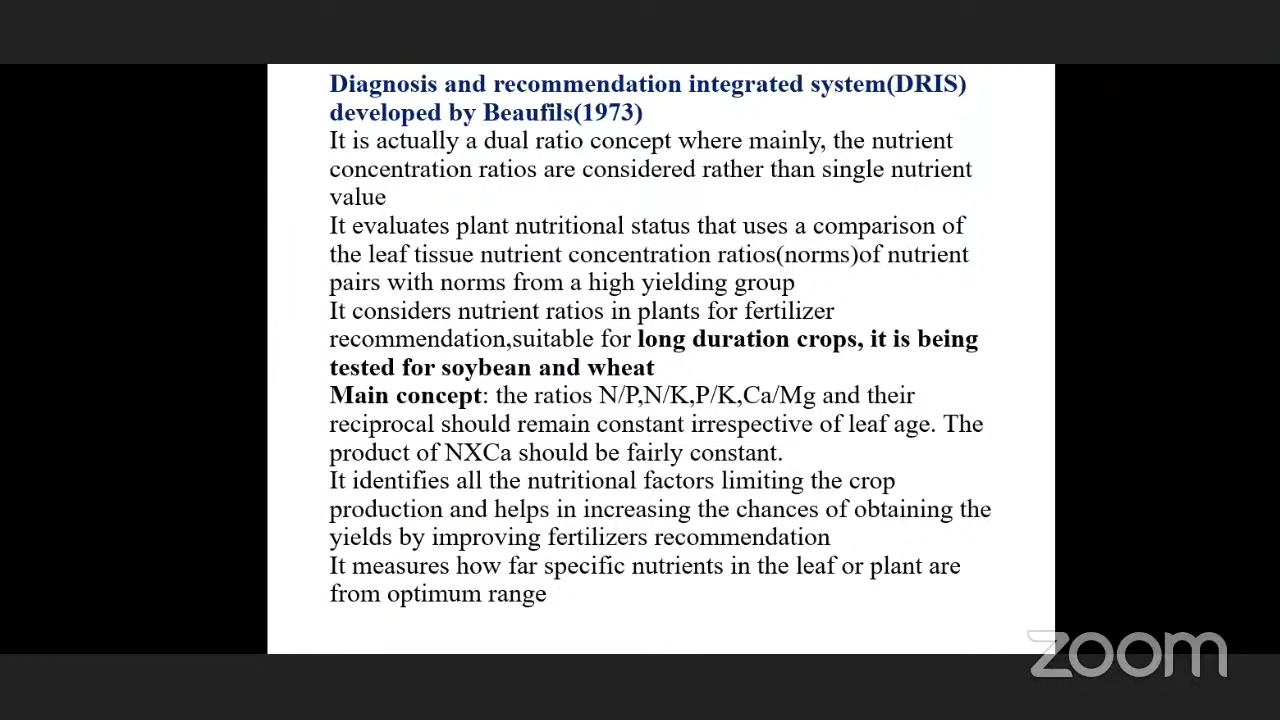 Diagnosis and recommendation integrated system(DRIS)
developed by Beaufils(1973)
It is actually a dual ratio concept where mainly, the nutrient
concentration ratios are considered rather than single nutrient
value
It evaluates plant nutritional status that uses a comparison of
the leaf tissue nutrient concentration ratios(norms)of nutrient
pairs with norms from a high yielding group
It considers nutrient ratios in plants for fertilizer
recommendation,suitable for long duration crops, it is being
tested for soybean and wheat
Main concept: the ratios N/P,N/K,P/K,Ca/Mg and their
reciprocal should remain constant irrespective of leaf age. The
product of NXCa should be fairly constant.
It identifies all the nutritional factors limiting the crop
production and helps in increasing the chances of obtaining the
yields by improving fertilizers recommendation
It measures how far specific nutrients in the leaf or plant are
from optimum range
zoom